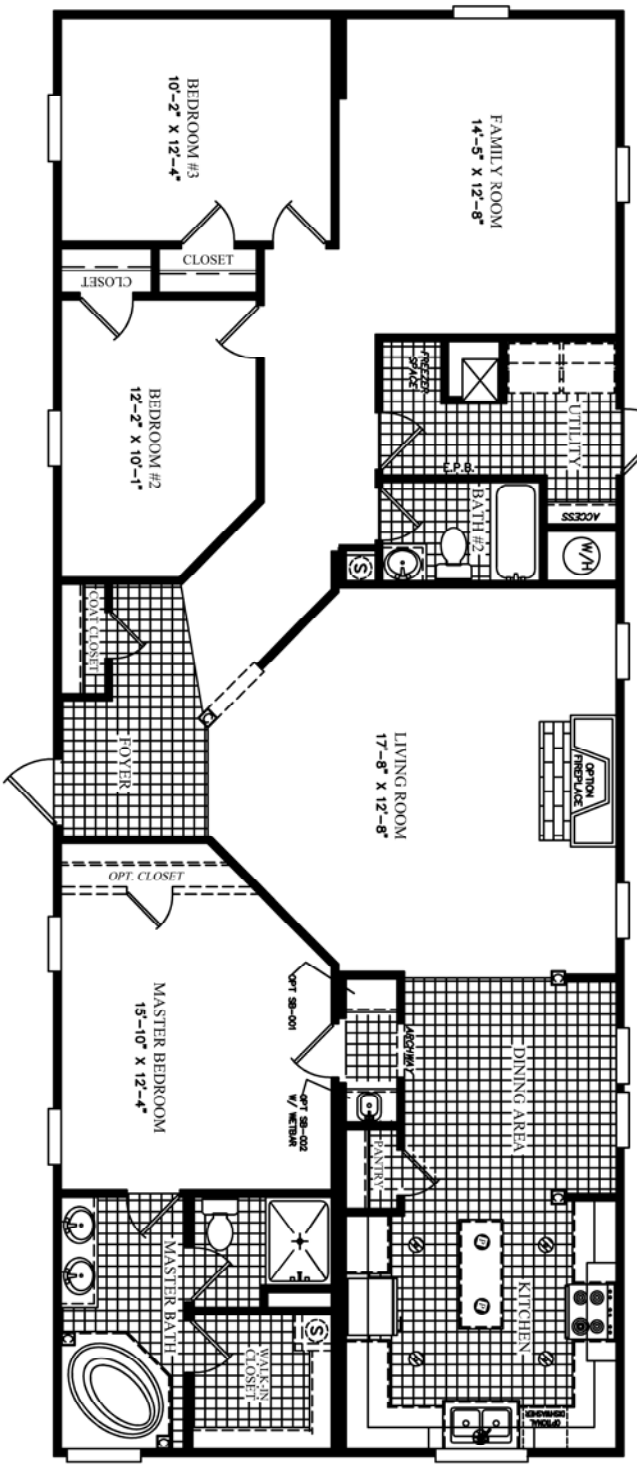 FAMILY ROOM
14'-5" X 12'-8"
BEDROOM #3
10'-2" X 12'-4"
CLOSET
CLOSET
BEDROOM #2
12'-2" X 10'-1"
FREEZER
SPACE
UTILITY
E.P.B.
ACCESS
W/H
BATH #2
S
COAT CLOSET
FOYER
LIVING ROOM
17'-8" X 12'-8"
OPTION
FIREPLACE
OPT. CLOSET
MASTER BEDROOM
15'-10" X 12'-4"
OPT SB-001
OPT SB-002
W/ WETBAR
ARCHWAY
DINING AREA
PANTRY
KITCHEN
P
P
OPTIONAL
DISHWASHER
MASTER BATH
WALK-IN
CLOSET
S